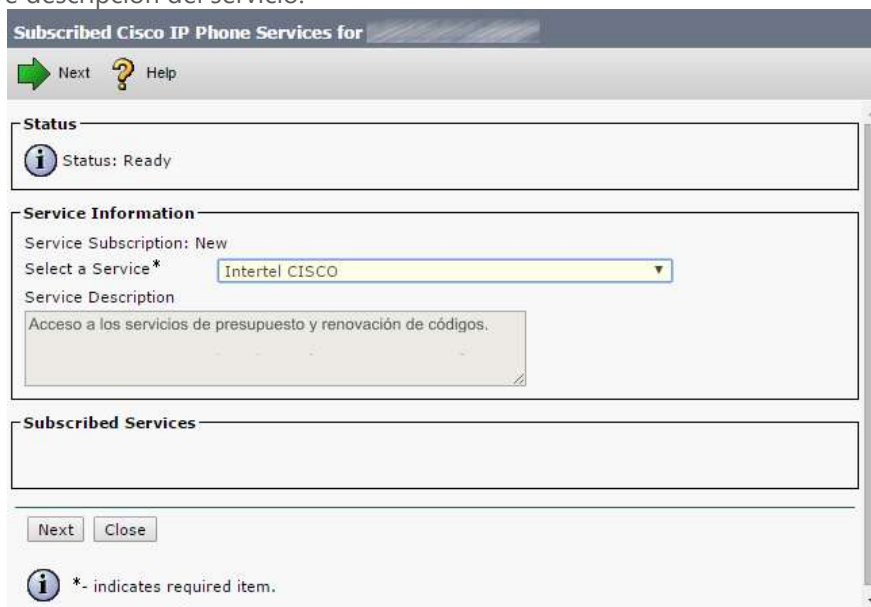 e descripción del servicio.
Subscribed Cisco IP Phone Services for
Next Help
Status
Status: Ready
Service Information
Service Subscription: New
Select a Service* Intertel CISCO
Service Description
Acceso a los servicios de presupuesto y renovación de códigos.
Subscribed Services
Next Close
*- indicates required item.